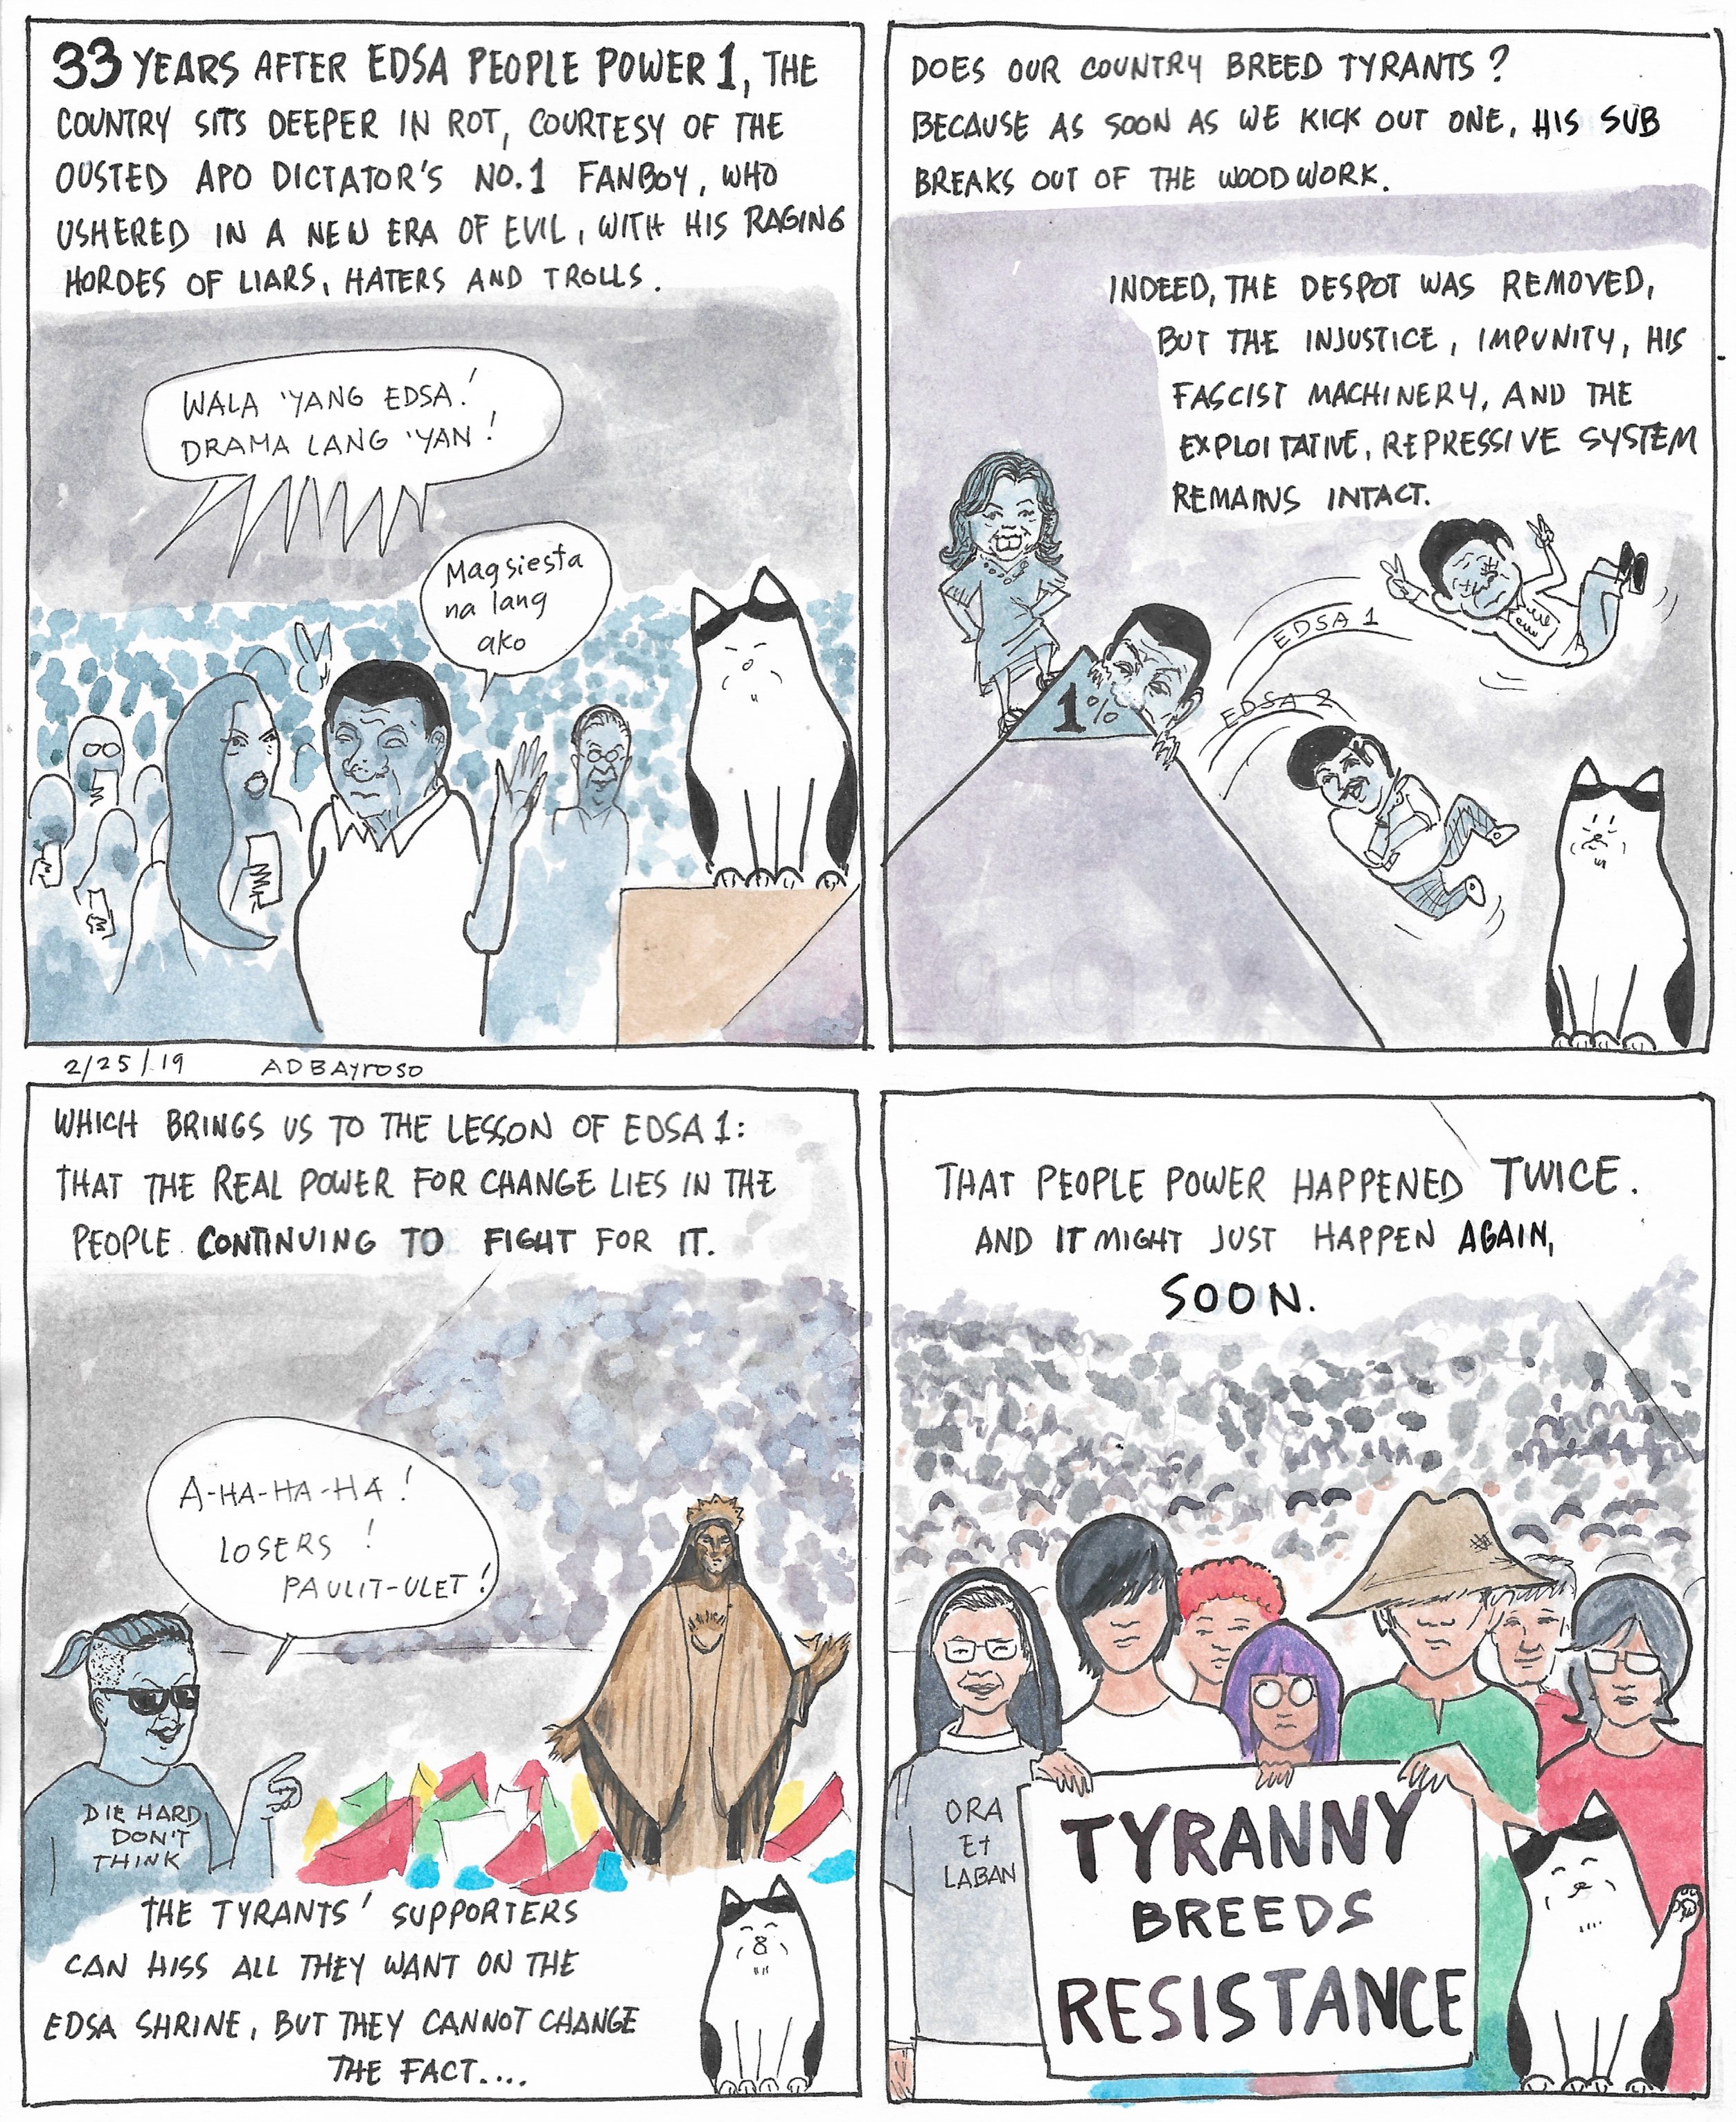 33 YEARS AFTER EDSA PEOPLE POWER 1, THE
COUNTRY SITS DEEPER IN ROT, COURTESY OF THE
OUSTED APO DICTATOR'S NO.1 FANBOY, WHO
USHERED IN A NEW ERA OF EVIL, WITH HIS RAGING
HORDES OF LIARS, HATERS AND TROLLS.
WALA 'YANG EDSA!
DRAMA LANG 'YAN!
Magsiesta
na lang
ako
DOES OUR COUNTRY BREED TYRANTS?
BECAUSE AS SOON AS WE KICK OUT ONE, HIS SUB
BREAKS OUT OF THE WOODWORK.
INDEED, THE DESPOT WAS REMOVED,
BUT THE INJUSTICE, IMPUNITY, HIS
FASCIST MACHINERY, AND THE
EXPLOITATIVE, REPRESSIVE SYSTEM
REMAINS INTACT.
EDSA 1
1%
EDSA 2
2/25/19 ADBAyroso
WHICH BRINGS US TO THE LESSON OF EDSA 1:
THAT THE REAL POWER FOR CHANGE LIES IN THE
PEOPLE CONTINUING TO FIGHT FOR IT.
A-HA-HA-HA!
LOSERS!
PAULIT-ULET!
DIE HARD
DON'T
THINK
THE TYRANTS' SUPPORTERS
CAN HISS ALL THEY WANT ON THE
EDSA SHRINE, BUT THEY CANNOT CHANGE
THE FACT....
THAT PEOPLE POWER HAPPENED TWICE.
AND IT MIGHT JUST HAPPEN AGAIN,
SOON.
ORA
Et
LABAN
TYRANNY
BREEDS
RESISTANCE